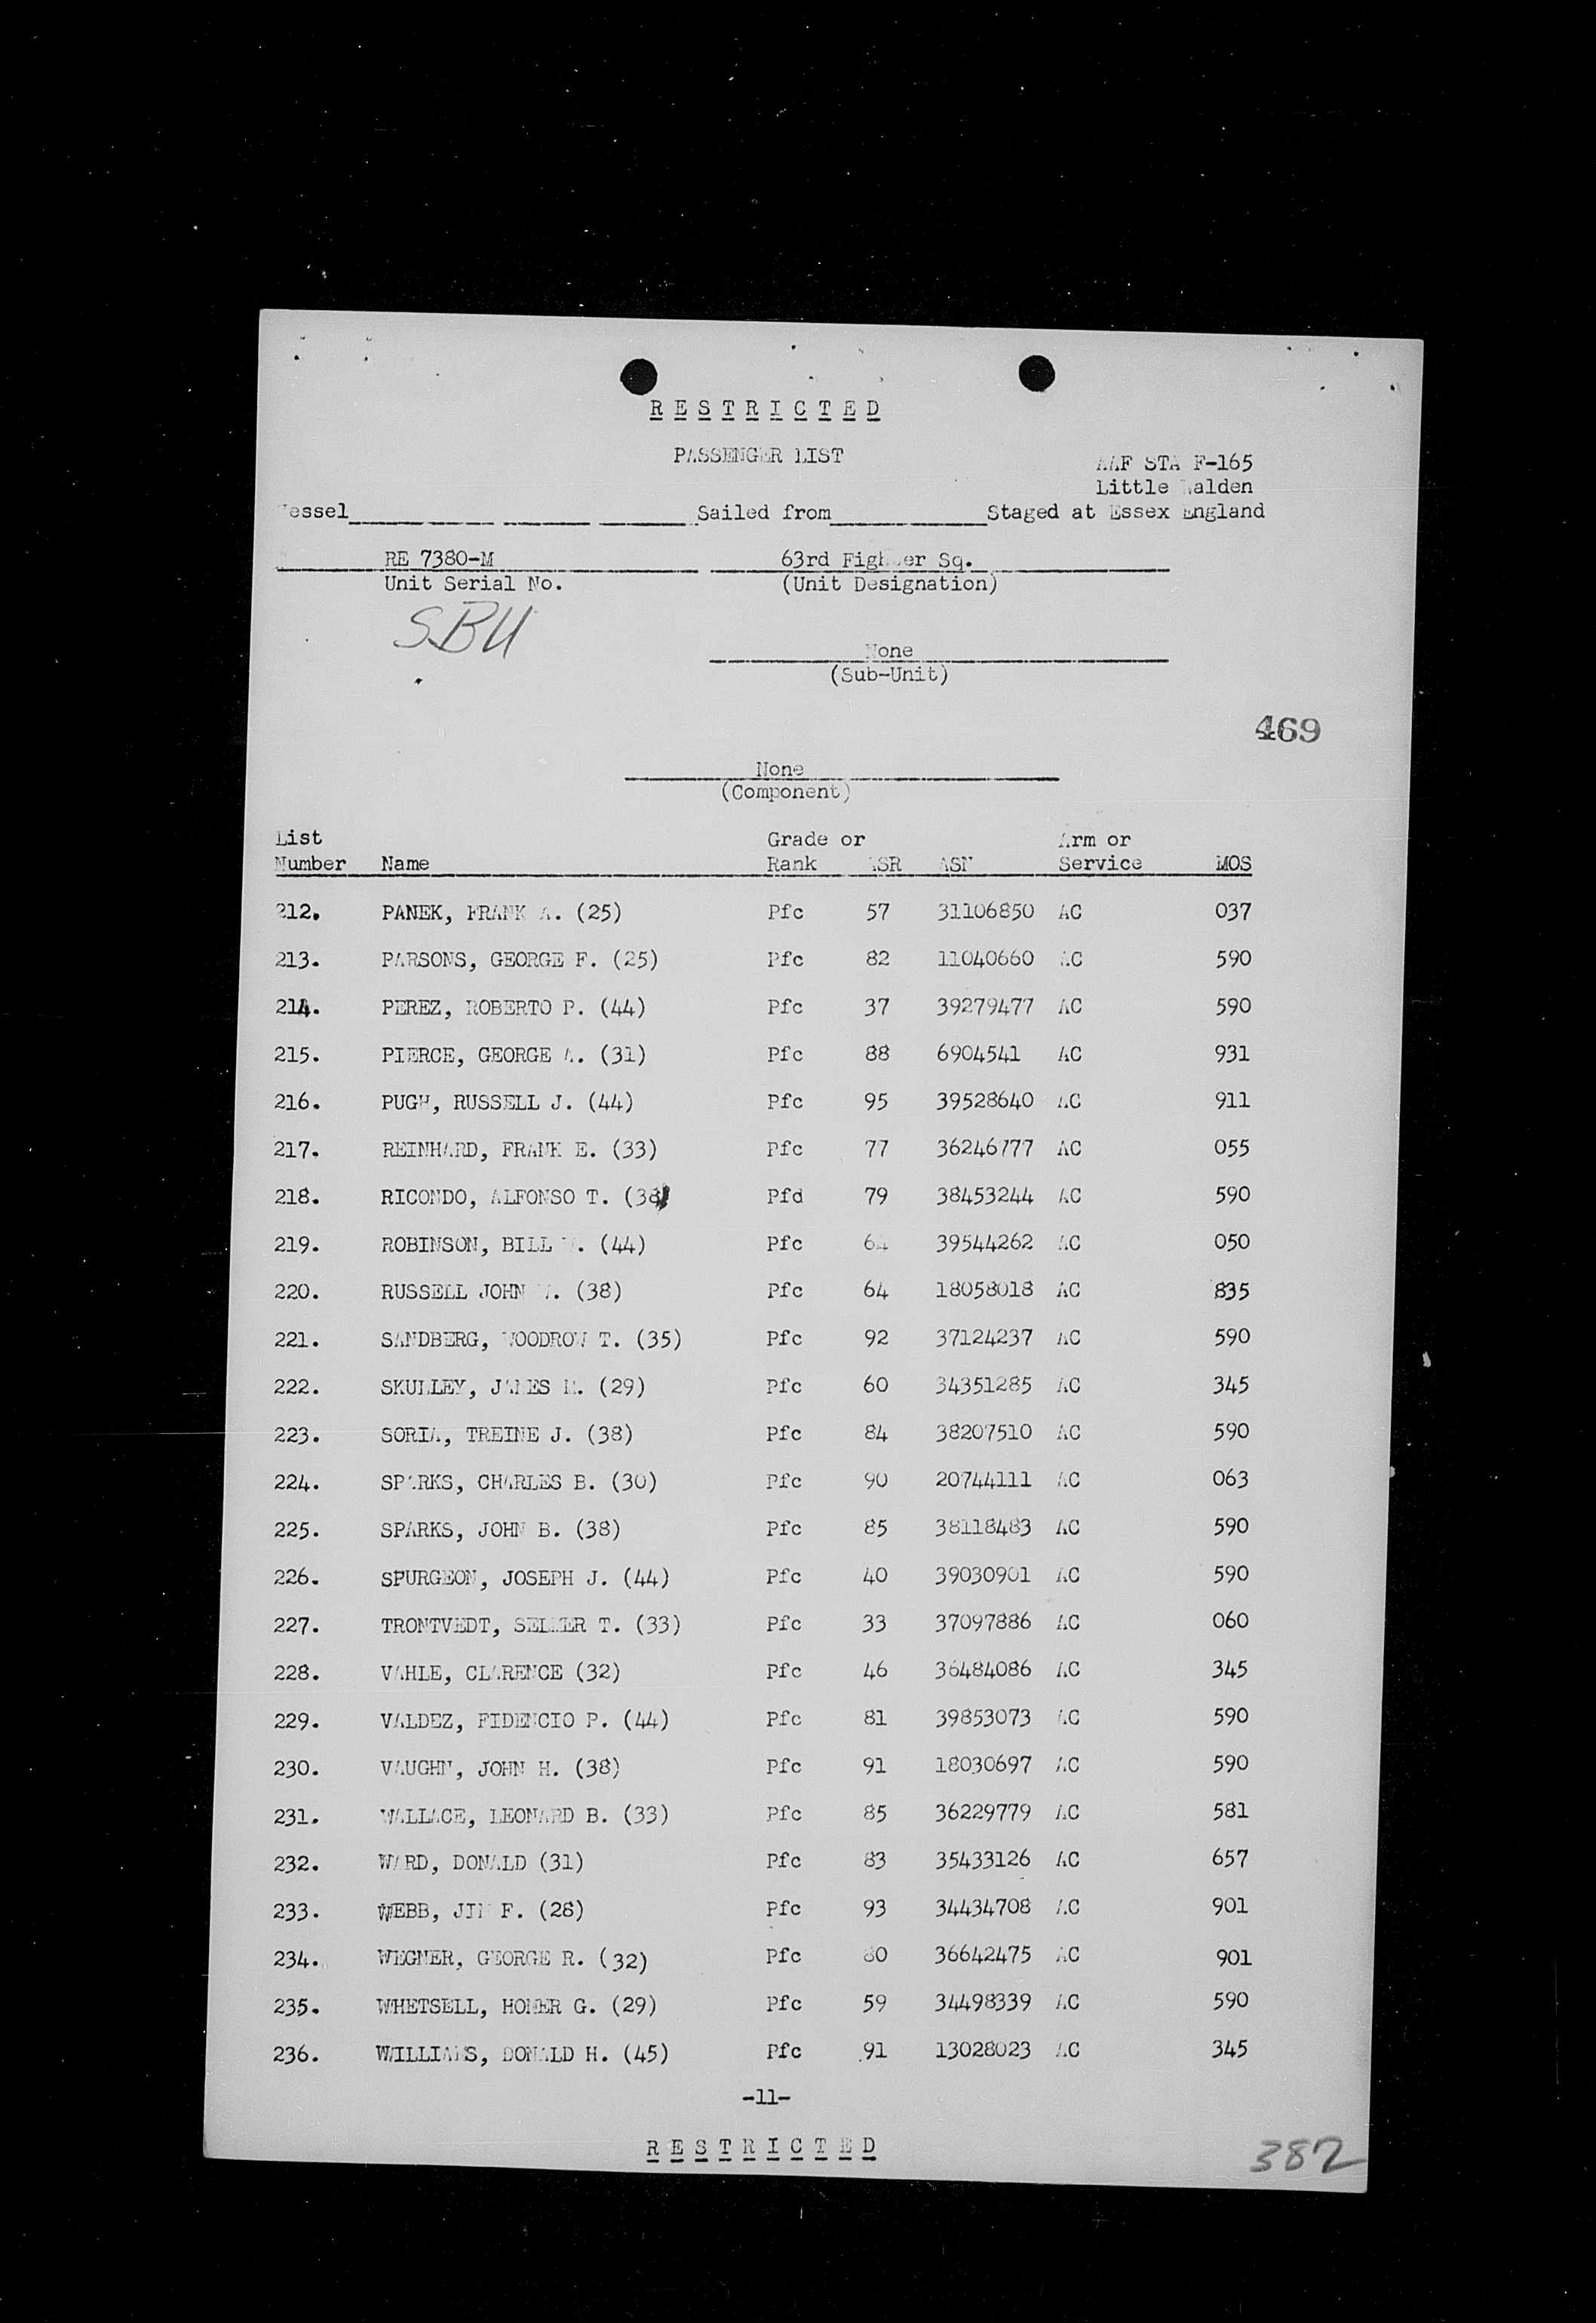 RESTRICTED
PASSENGER LIST
AAF STA F-165
Little Walden
Vessel Sailed from Staged at Essex England
RE 7380-M 63rd Fighter Sq.
Unit Serial No. (Unit Designation)
SBU
None
(Sub-Unit)
469
None
(Component)
List Grade or Arm or
Number Name Rank ASR ASN Service MOS
212. PANEK, FRANK A. (25) Pfc 57 31106850 AC 037
213. PARSONS, GEORGE F. (25) Pfc 82 11040660 AC 590
214. PEREZ, ROBERTO P. (44) Pfc 37 39279477 AC 590
215. PIERCE, GEORGE A. (31) Pfc 88 6904541 AC 931
216. PUGH, RUSSELL J. (44) Pfc 95 39528640 AC 911
217. REINHARD, FRANK E. (33) Pfc 77 36246777 AC 055
218. RICONDO, ALFONSO T. (38) Pfd 79 38453244 AC 590
219. ROBINSON, BILL (44) Pfc 64 39544262 AC 050
220. RUSSELL JOHN (38) Pfc 64 18058018 AC 835
221. SANDBERG, WOODROW T. (35) Pfc 92 37124237 AC 590
222. SKULLEY, JAMES M. (29) Pfc 60 34351285 AC 345
223. SORIA, TREINE J. (38) Pfc 84 38207510 AC 590
224. SPARKS, CHARLES B. (30) Pfc 90 20744111 AC 063
225. SPARKS, JOHN B. (38) Pfc 85 38118483 AC 590
226. SPURGEON, JOSEPH J. (44) Pfc 40 39030901 AC 590
227. TRONTVEDT, SELMER T. (33) Pfc 33 37097886 AC 060
228. VAHLE, CLARENCE (32) Pfc 46 36484086 AC 345
229. VALDEZ, FIDENCIO P. (44) Pfc 81 39853073 AC 590
230. VAUGHN, JOHN H. (38) Pfc 91 18030697 AC 590
231. WALLACE, LEONARD B. (33) Pfc 85 36229779 AC 581
232. WARD, DONALD (31) Pfc 83 35433126 AC 657
233. WEBB, JIM F. (28) Pfc 93 34434708 AC 901
234. WEGNER, GEORGE R. (32) Pfc 80 36642475 AC 901
235. WHETSELL, HOMER G. (29) Pfc 59 34498339 AC 590
236. WILLIAMS, DONALD H. (45) Pfc 91 13028023 AC 345
-11-
RESTRICTED
382